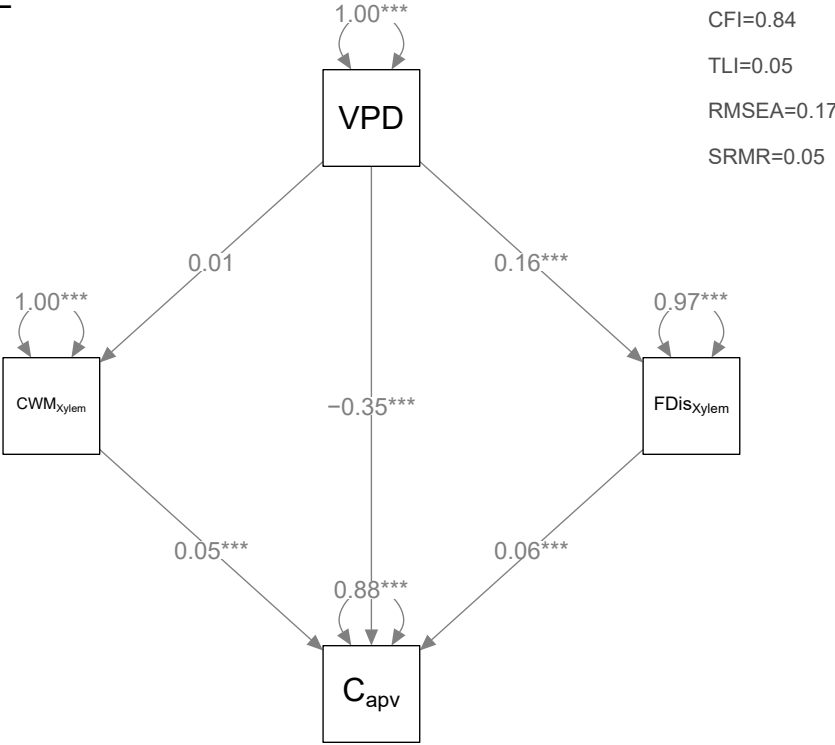 1.00***
CFI=0.84
TLI=0.05
RMSEA=0.17
SRMR=0.05
VPD
0.01
0.16***
1.00***
0.97***
CWMXylem
−0.35***
FDisXylem
0.05***
0.06***
0.88***
Capv